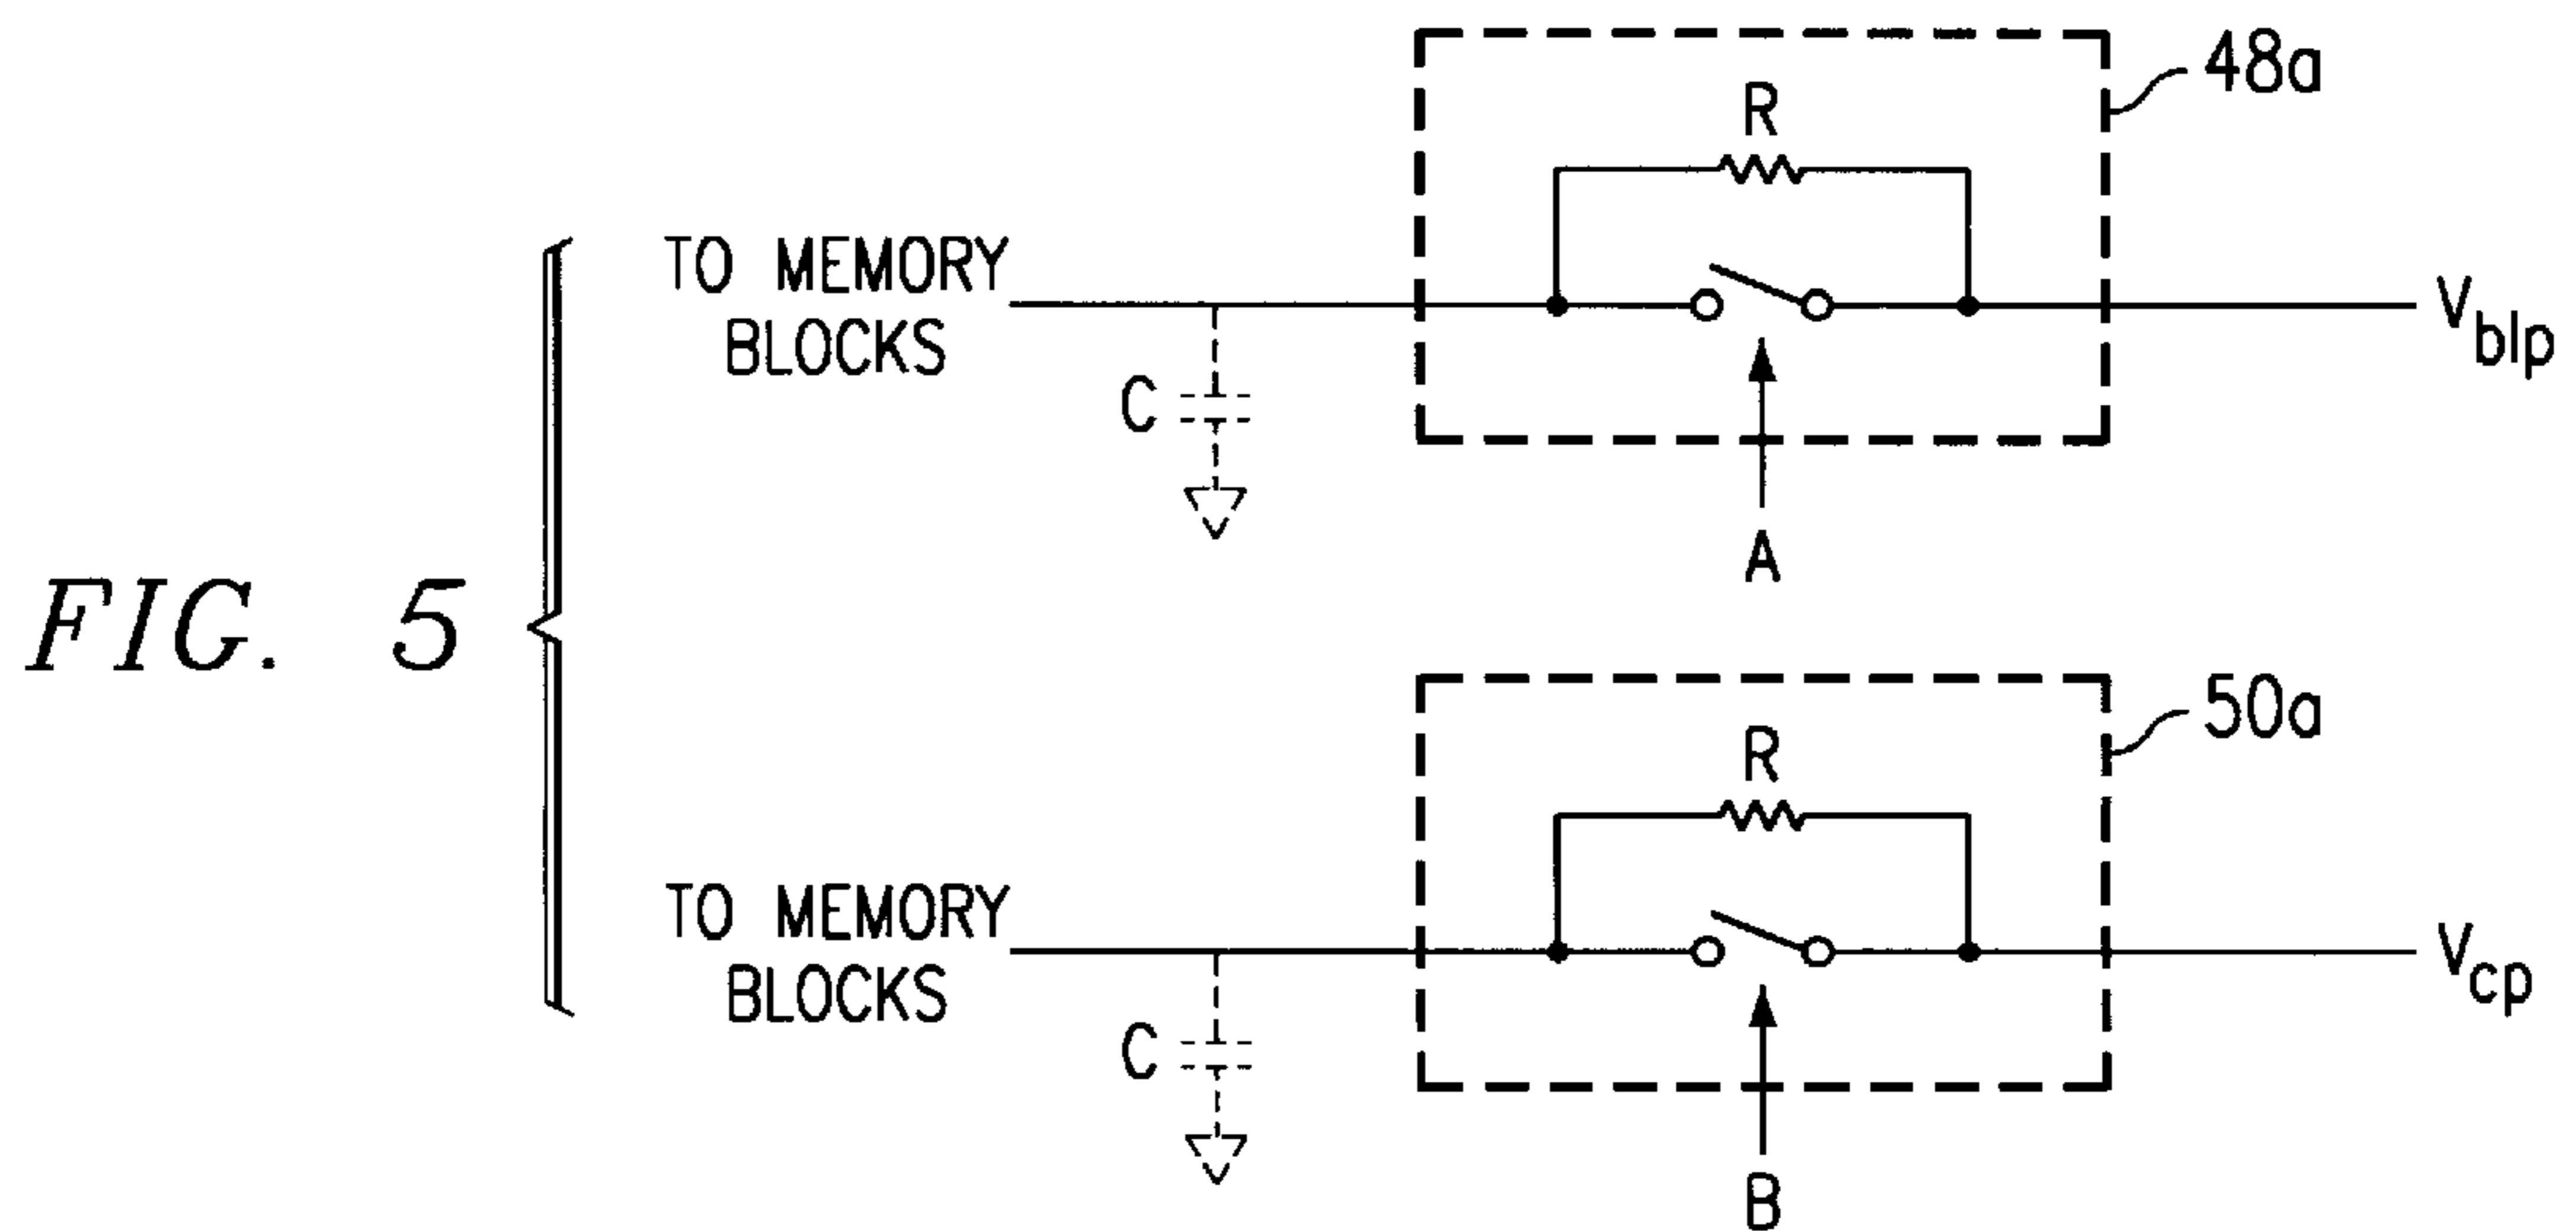 48a
R
TO MEMORY
BLOCKS
V_blp
C
A
FIG. 5
50a
R
TO MEMORY
BLOCKS
V_cp
C
B